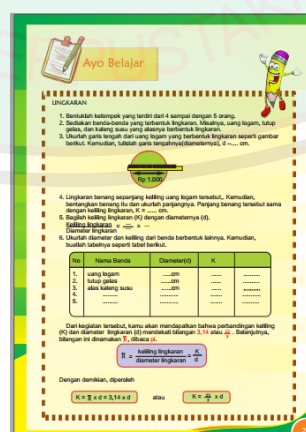 Ayo Belajar
LINGKARAN
1. Bentuklah kelompok yang terdiri dari 4 sampai dengan 5 orang.
2. Sediakan benda-benda yang terbentuk lingkaran. Misalnya, uang logam, tutup
gelas, dan kaleng susu yang alasnya berbentuk lingkaran.
3. Ukurlah garis tengah dari uang logam yang berbentuk lingkaran seperti gambar
berikut. Kemudian, tulislah garis tengahnya(diameternya), d ---.... cm.
Rp 1.000
4. Lingkaran benang sepanjang keliling uang logam tersebut,. Kemudian,
bentangkan benang itu dan ukurlah panjangnya. Panjang benang tersebut sama
dengan keliling lingkaran, K = ...... cm.
5. Bagilah keliling lingkaran (K) dengan diameternya (d).
Keliling lingkaran = =
Diameter lingkaran
6. Ukurlah diameter dan keliling dari benda berbentuk lainnya. Kemudian,
buatlah tabelnya seperti tabel berikut.
No Nama Benda Diameter(d) K
1. uang logam ......cm ...... ..........
2. tutup gelas ......cm ...... ..........
3. alas kaleng susu ......cm ...... ..........
4. ......... ...... ..........
5. ......... ...... ..........
Dari kegiatan tersebut, kamu akan mendapatkan bahwa perbandingan keliling
(K) dan diameter lingkaran (d) mendekati bilangan 3,14 atau . Selanjutnya,
bilangan ini dinamakan π, dibaca pi.
π = keliling lingkaran = K
diameter lingkaran d
Dengan demikian, diperoleh
K = π x d = 3,14 x d atau K = x d